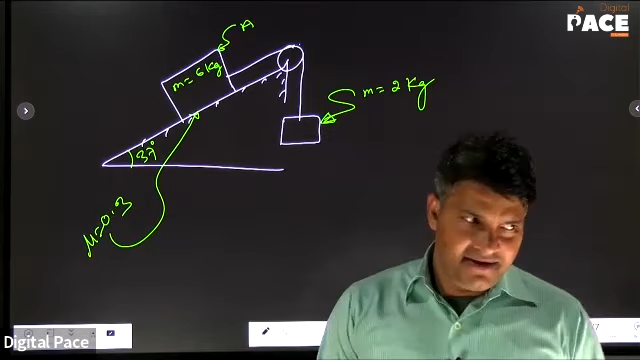 Digital
PACE
A
m = 6 kg
m = 2 kg
37°
μ=0.3
Digital Pace